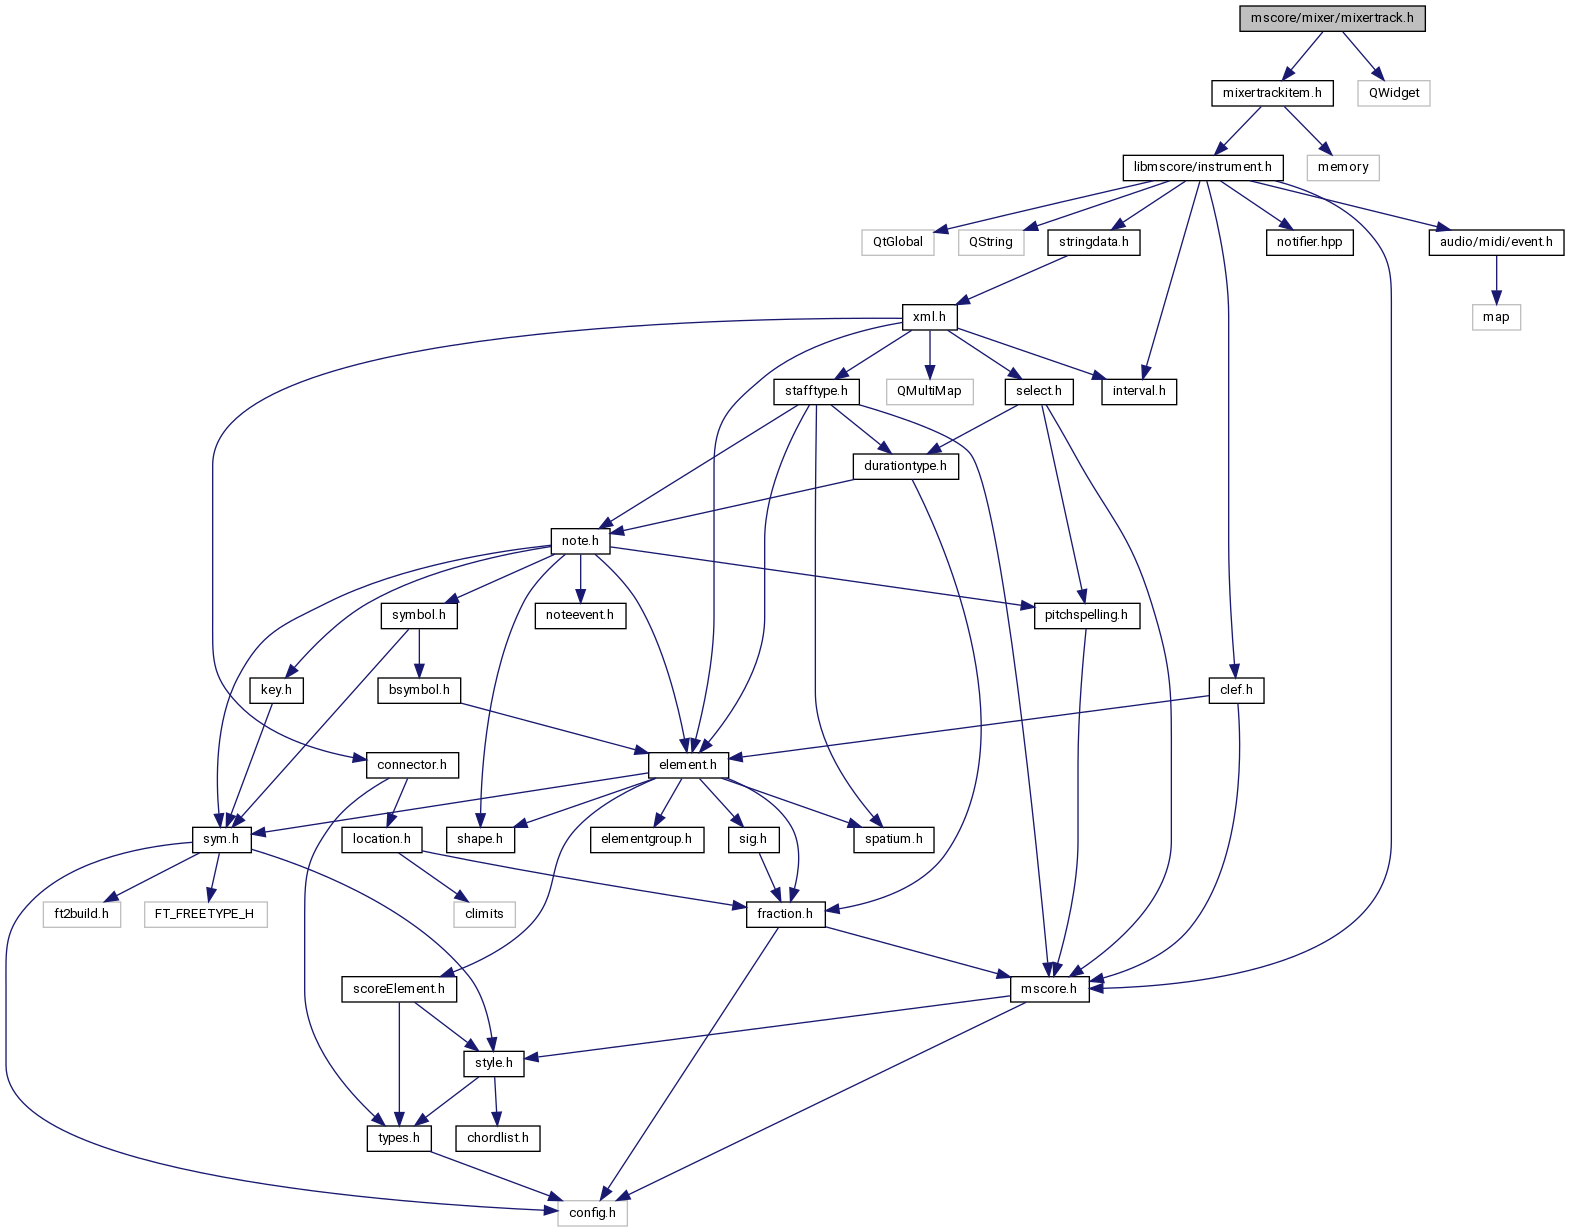 mscore/mixer/mixertrack.h
mixertrackitem.h
QWidget
libmscore/instrument.h
memory
QtGlobal
QString
stringdata.h
notifier.hpp
audio/midi/event.h
xml.h
map
stafftype.h
QMultiMap
select.h
interval.h
durationtype.h
note.h
symbol.h
noteevent.h
pitchspelling.h
key.h
bsymbol.h
clef.h
connector.h
element.h
sym.h
location.h
shape.h
elementgroup.h
sig.h
spatium.h
ft2build.h
FT_FREETYPE_H
climits
fraction.h
scoreElement.h
mscore.h
style.h
types.h
chordlist.h
config.h